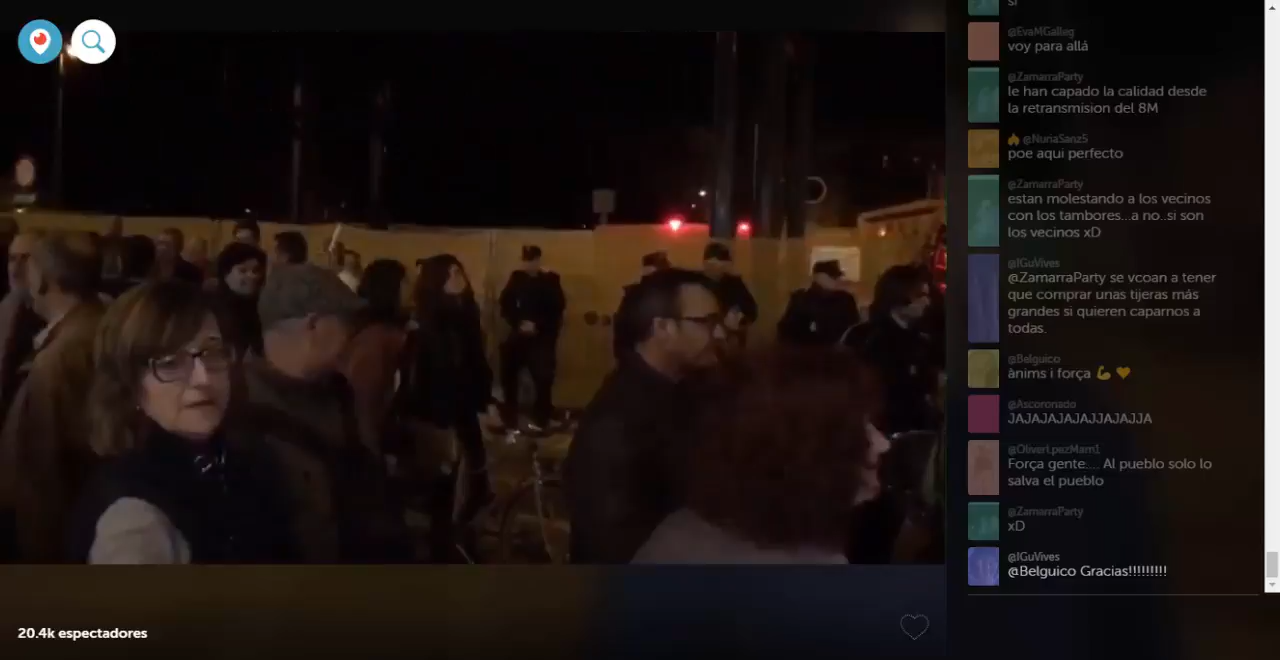 si
@EvaMGalleg
voy para allá
@ZamarraParty
le han capado la calidad desde
la retransmision del 8M
@NuriaSanz5
poe aqui perfecto
@ZamarraParty
estan molestando a los vecinos
con los tambores...a no..si son
los vecinos xD
@IGuVives
@ZamarraParty se vcoan a tener
que comprar unas tijeras más
grandes si quieren caparnos a
todas.
@Belguico
ànims i força 💪 ❤
@Ascoronado
JAJAJAJAJAJJAJAJJA
@OliverLpezMam1
Força gente.... Al pueblo solo lo
salva el pueblo
@ZamarraParty
xD
@IGuVives
@Belguico Gracias!!!!!!!!!
20.4k espectadores